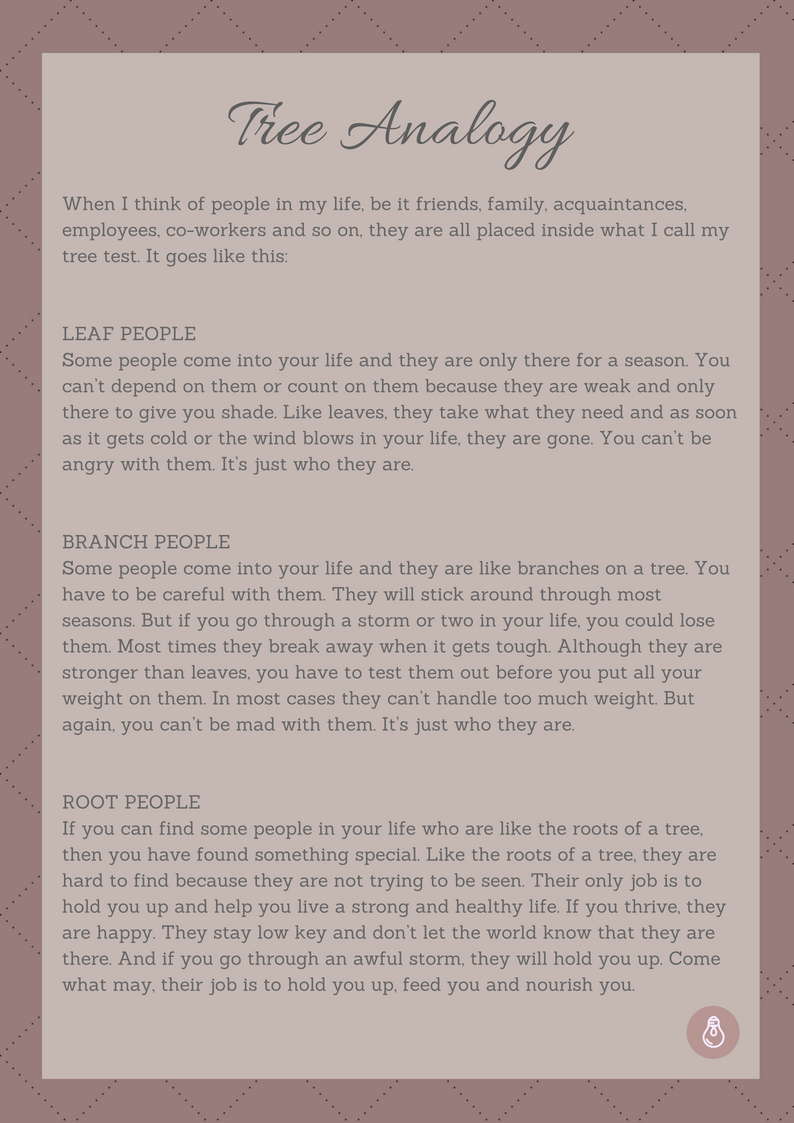 Tree Analogy
When I think of people in my life, be it friends, family, acquaintances,
employees, co-workers and so on, they are all placed inside what I call my
tree test. It goes like this:
LEAF PEOPLE
Some people come into your life and they are only there for a season. You
can't depend on them or count on them because they are weak and only
there to give you shade. Like leaves, they take what they need and as soon
as it gets cold or the wind blows in your life, they are gone. You can't be
angry with them. It's just who they are.
BRANCH PEOPLE
Some people come into your life and they are like branches on a tree. You
have to be careful with them. They will stick around through most
seasons. But if you go through a storm or two in your life, you could lose
them. Most times they break away when it gets tough. Although they are
stronger than leaves, you have to test them out before you put all your
weight on them. In most cases they can't handle too much weight. But
again, you can't be mad with them. It's just who they are.
ROOT PEOPLE
If you can find some people in your life who are like the roots of a tree,
then you have found something special. Like the roots of a tree, they are
hard to find because they are not trying to be seen. Their only job is to
hold you up and help you live a strong and healthy life. If you thrive, they
are happy. They stay low key and don't let the world know that they are
there. And if you go through an awful storm, they will hold you up. Come
what may, their job is to hold you up, feed you and nourish you.